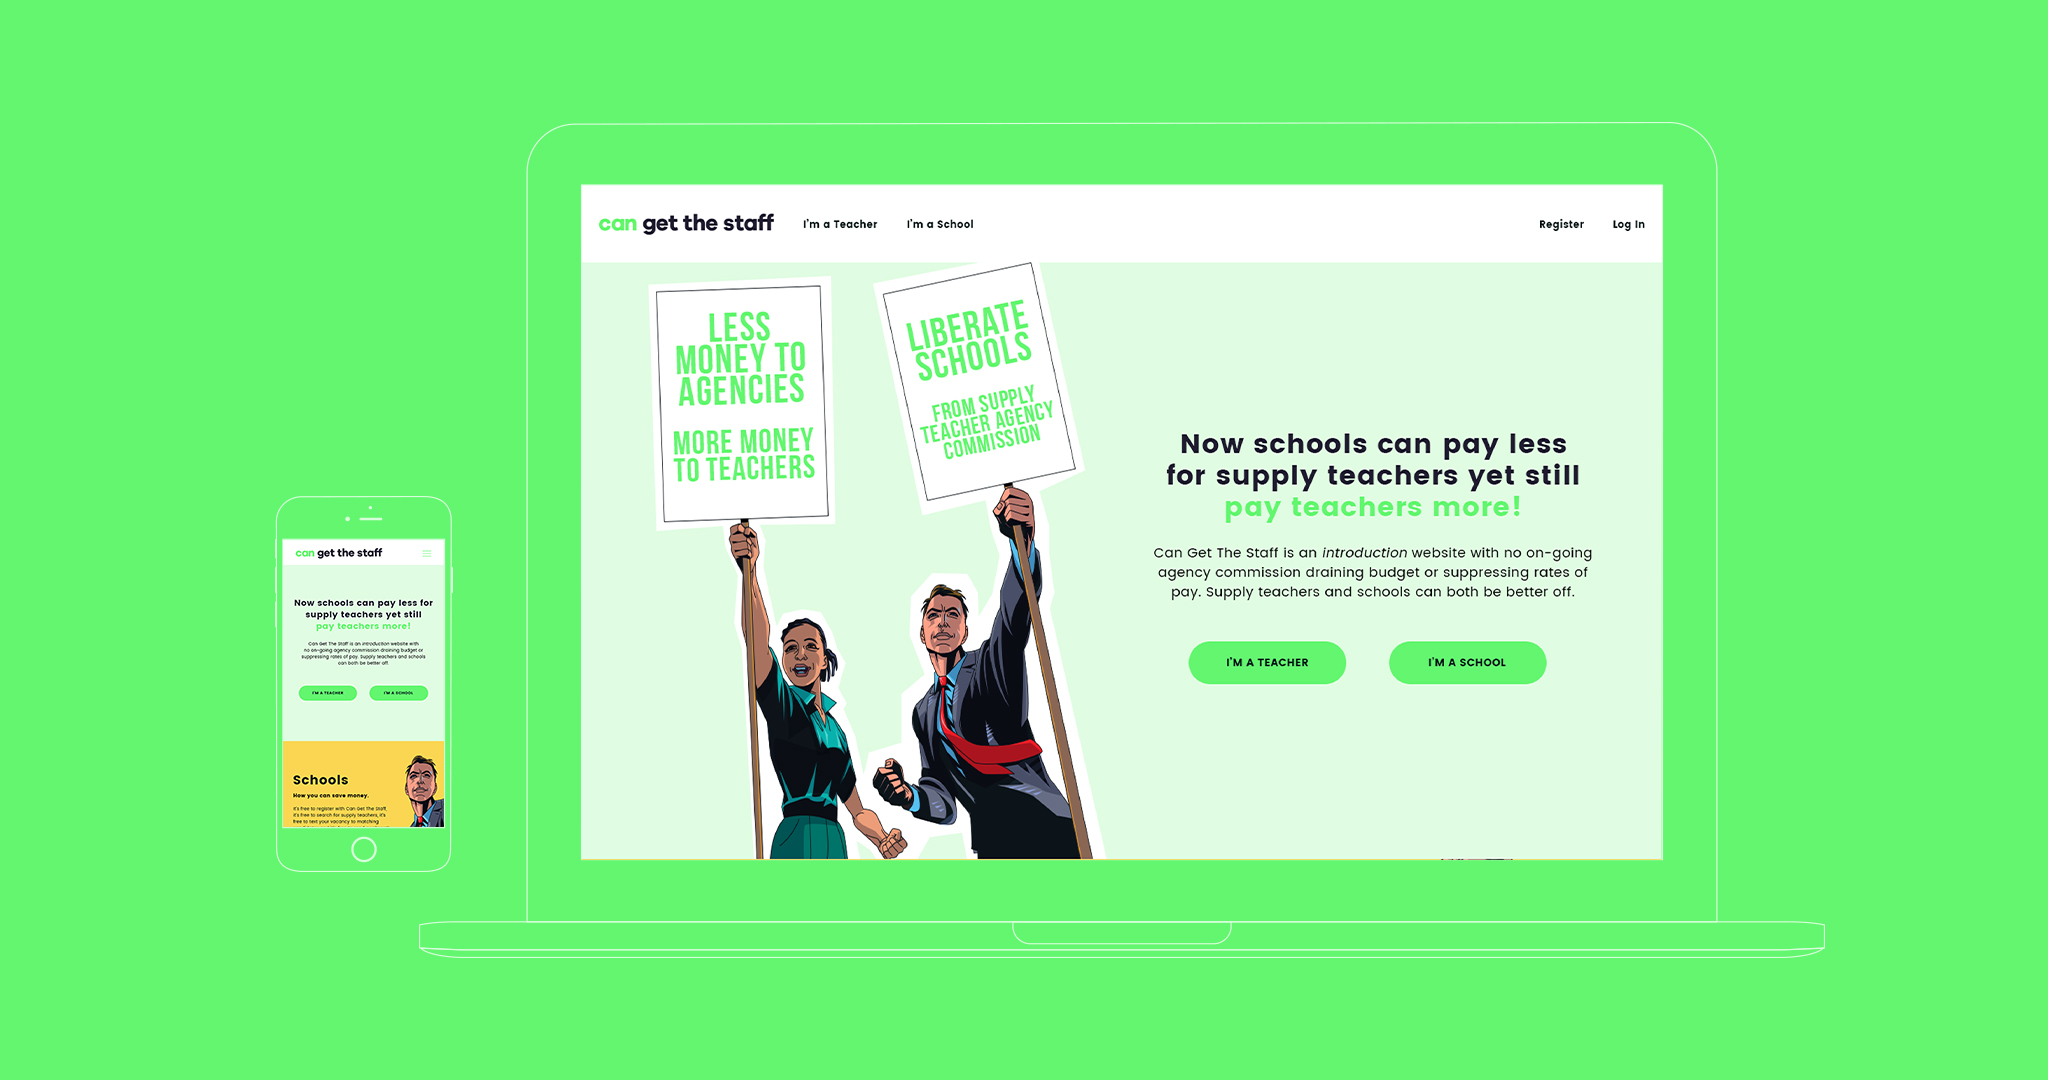 can get the staff
I'm a Teacher
I'm a School
Register
Log In
LESS
MONEY TO
AGENCIES
MORE MONEY
TO TEACHERS
LIBERATE
SCHOOLS
FROM SUPPLY
TEACHER AGENCY
COMMISSION
Now schools can pay less
for supply teachers yet still
pay teachers more!
Can Get The Staff is an introduction website with no on-going
agency commission draining budget or suppressing rates of
pay. Supply teachers and schools can both be better off.
I'M A TEACHER
I'M A SCHOOL
can get the staff
Now schools can pay less for
supply teachers yet still
pay teachers more!
Can Get The Staff is an introduction website with
no on-going agency commission draining budget or
suppressing rates of pay. Supply teachers and schools
can both be better off.
I'M A TEACHER
I'M A SCHOOL
Schools
How you can save money.
It's free to register with Can Get The Staff,
it's free to search for supply teachers, it's
free to text your vacancy to matching